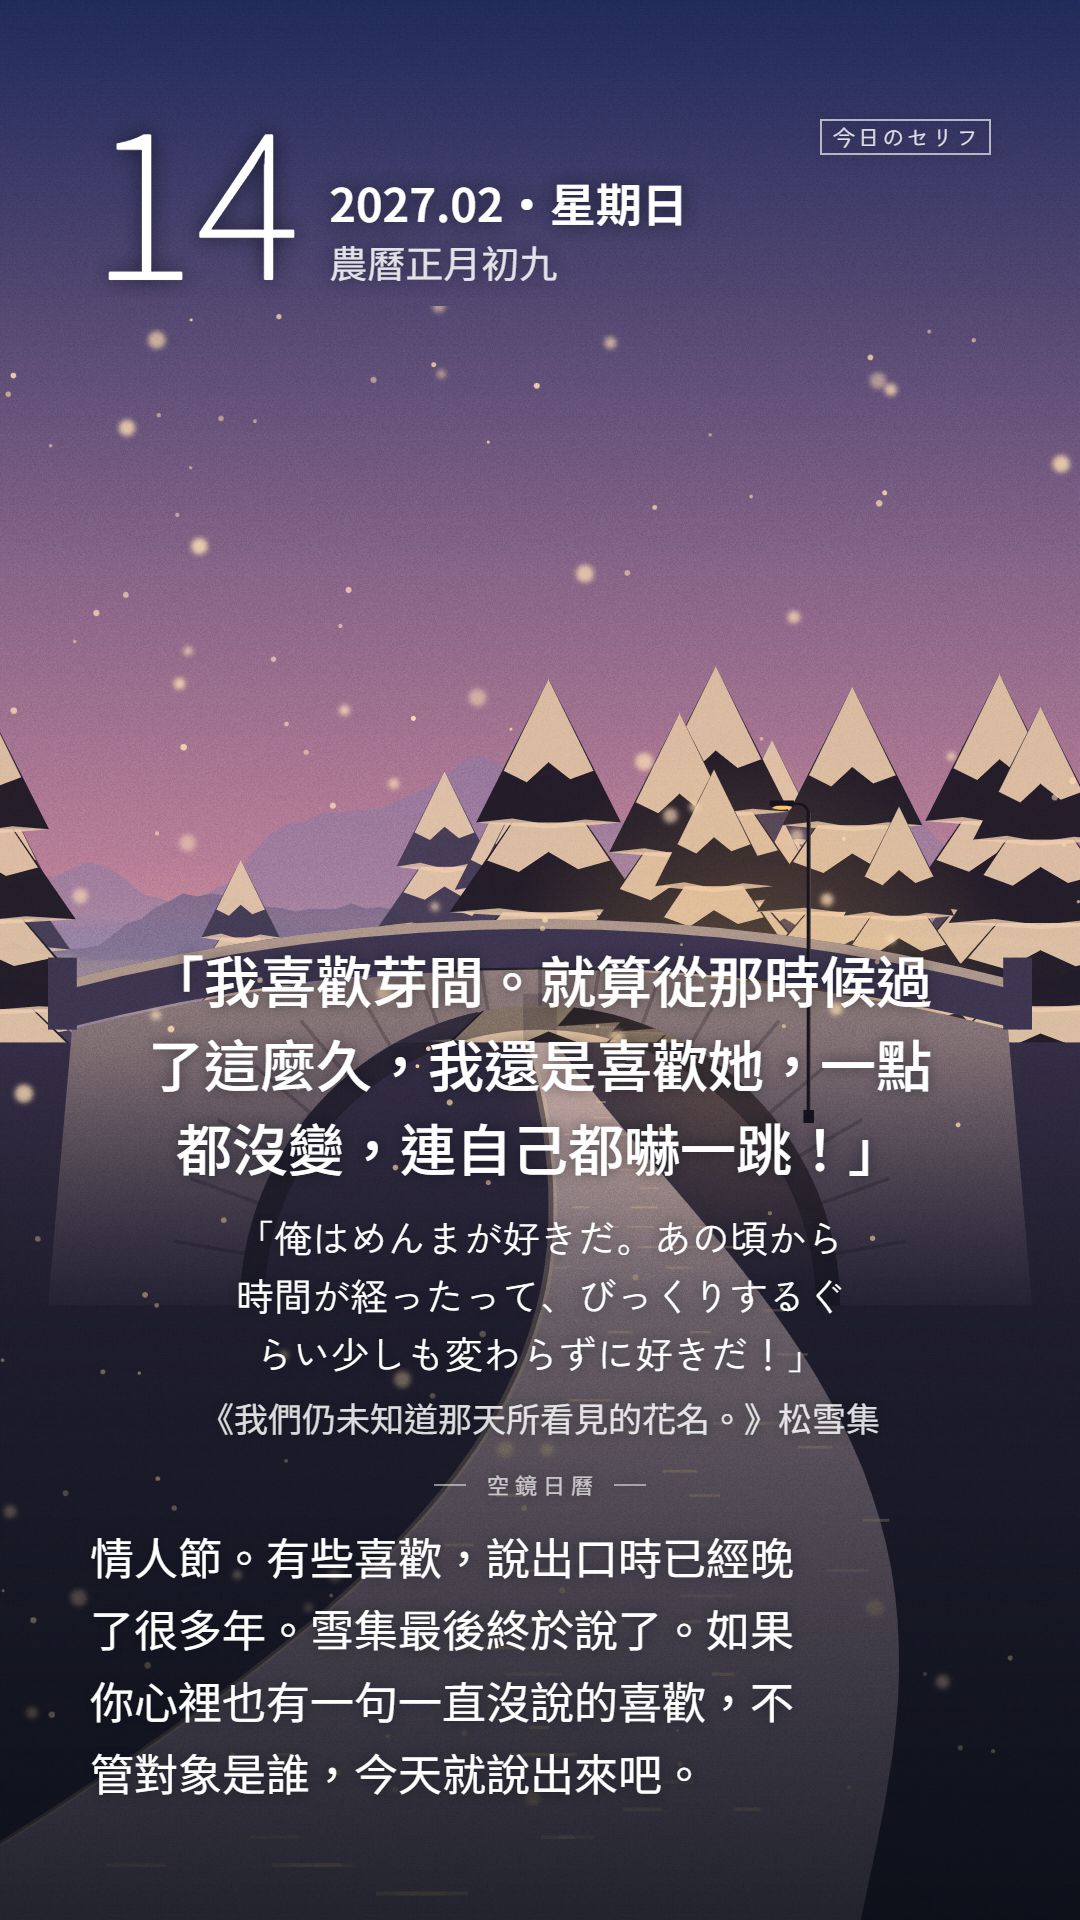 14
2027.02・星期日
農曆正月初九
今日のセリフ
「我喜歡芽間。就算從那時候過
了這麼久，我還是喜歡她，一點
都沒變，連自己都嚇一跳！」
「俺はめんまが好きだ。あの頃から
時間が経ったって、びっくりするぐ
らい少しも変わらずに好きだ！」
《我們仍未知道那天所看見的花名。》松雪集
空鏡日曆
情人節。有些喜歡，說出口時已經晚
了很多年。雪集最後終於說了。如果
你心裡也有一句一直沒說的喜歡，不
管對象是誰，今天就說出來吧。